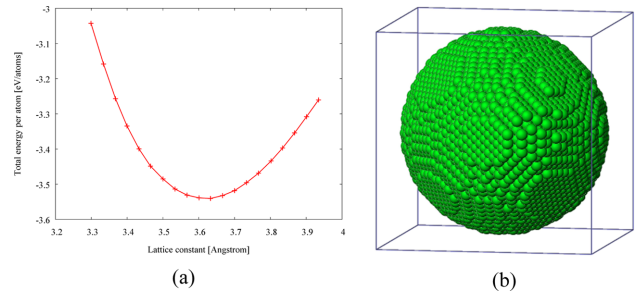 -3
-3.1
-3.2
-3.3
-3.4
-3.5
-3.6
Total energy per atom [eV/atoms]
3.2 3.3 3.4 3.5 3.6 3.7 3.8 3.9 4
Lattice constant [Angstrom]
(a) (b)